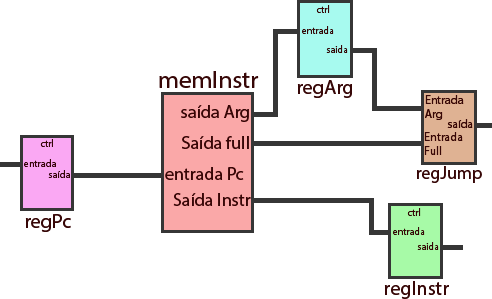 ctrl
entrada
saída
regArg
memInstr
saída Arg
Saída full
entrada Pc
Saída Instr
Entrada
Arg
saída
Entrada
Full
regJump
ctrl
entrada
saída
regPc
ctrl
entrada
saída
regInstr